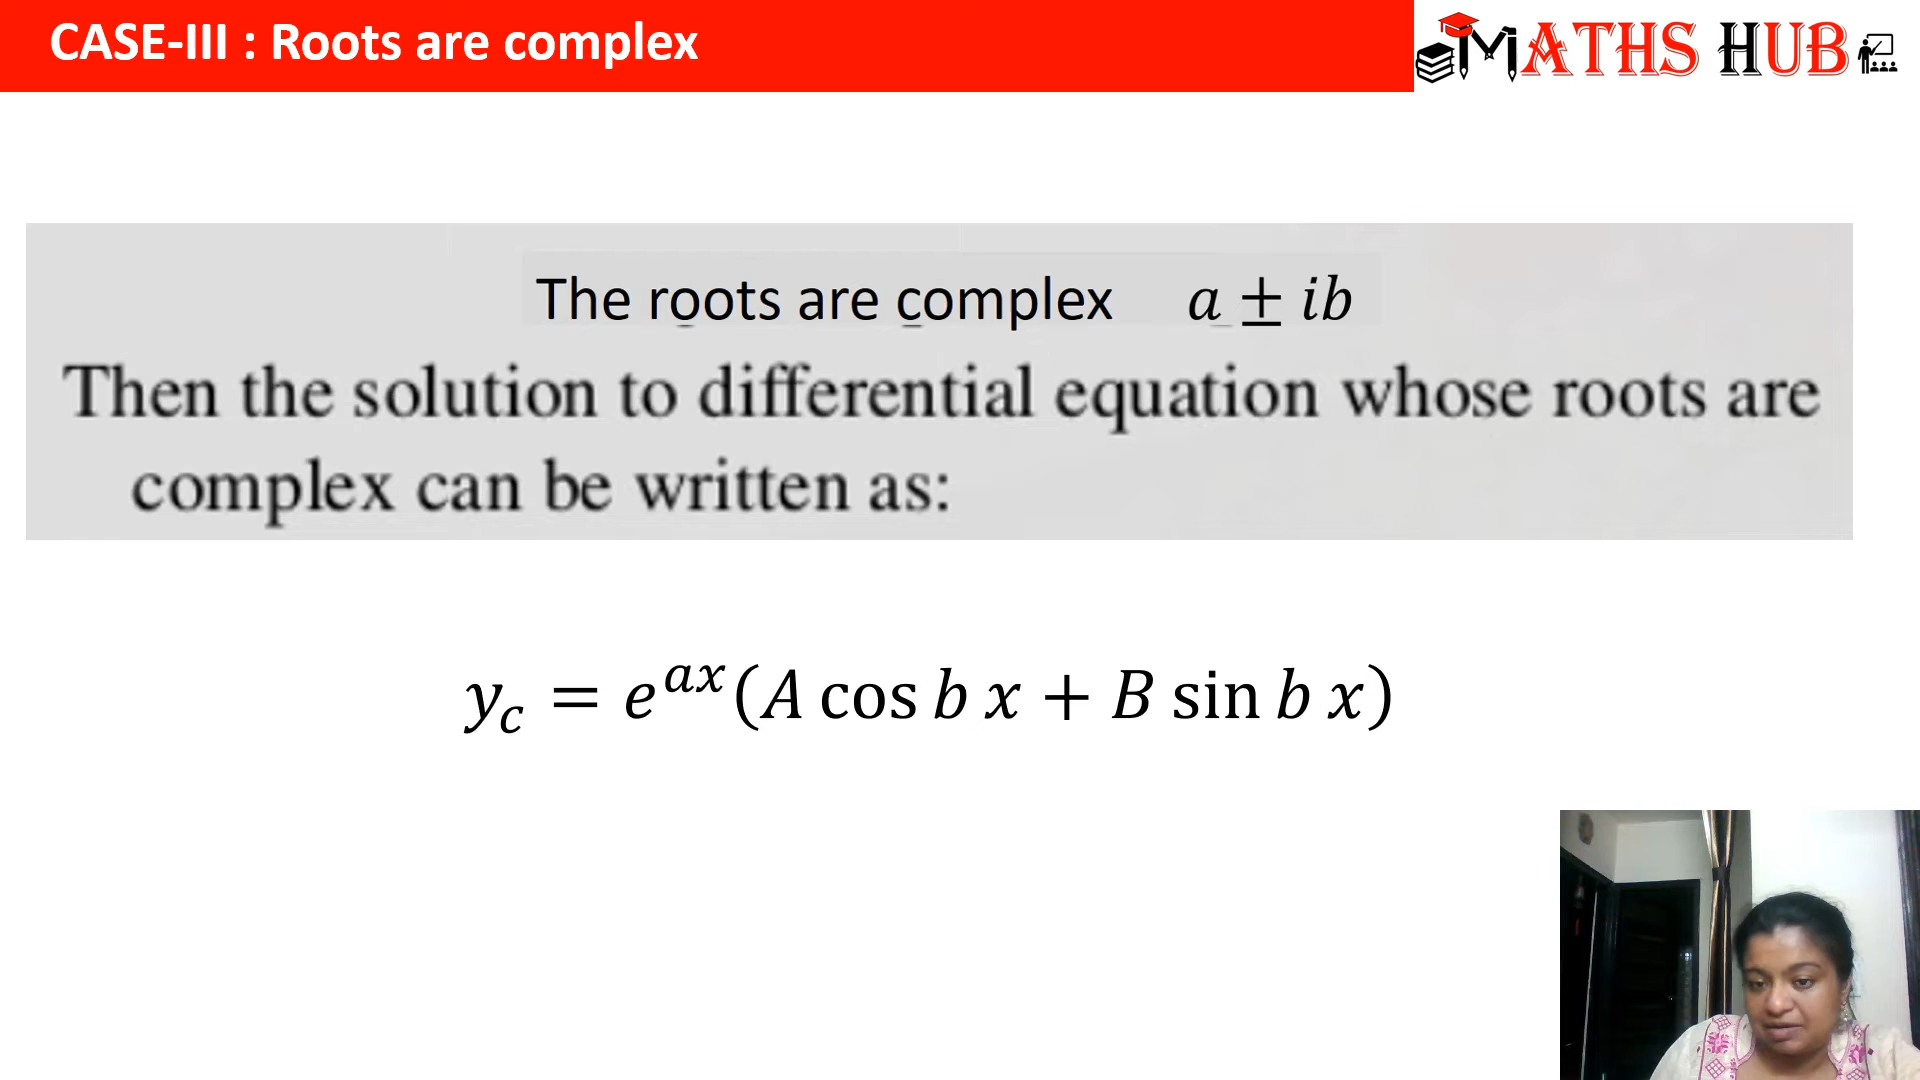 CASE-III : Roots are complex
MATHS HUB
The roots are complex a ± ib
Then the solution to differential equation whose roots are
complex can be written as:
y_c = e^{ax}(A cos b x + B sin b x)